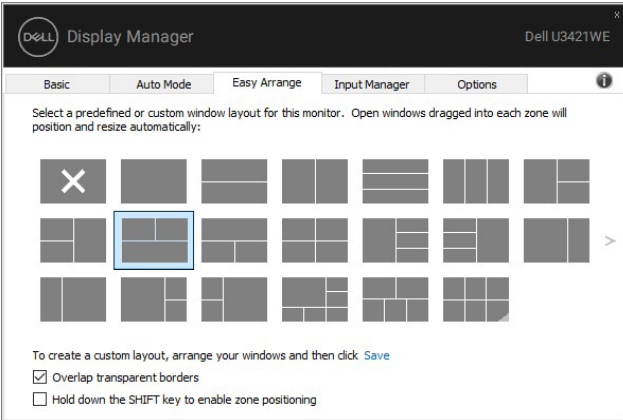 DELL Display Manager
x
Dell U3421WE
Basic Auto Mode Easy Arrange Input Manager Options
Select a predefined or custom window layout for this monitor. Open windows dragged into each zone will
position and resize automatically:
To create a custom layout, arrange your windows and then click Save
Overlap transparent borders
Hold down the SHIFT key to enable zone positioning